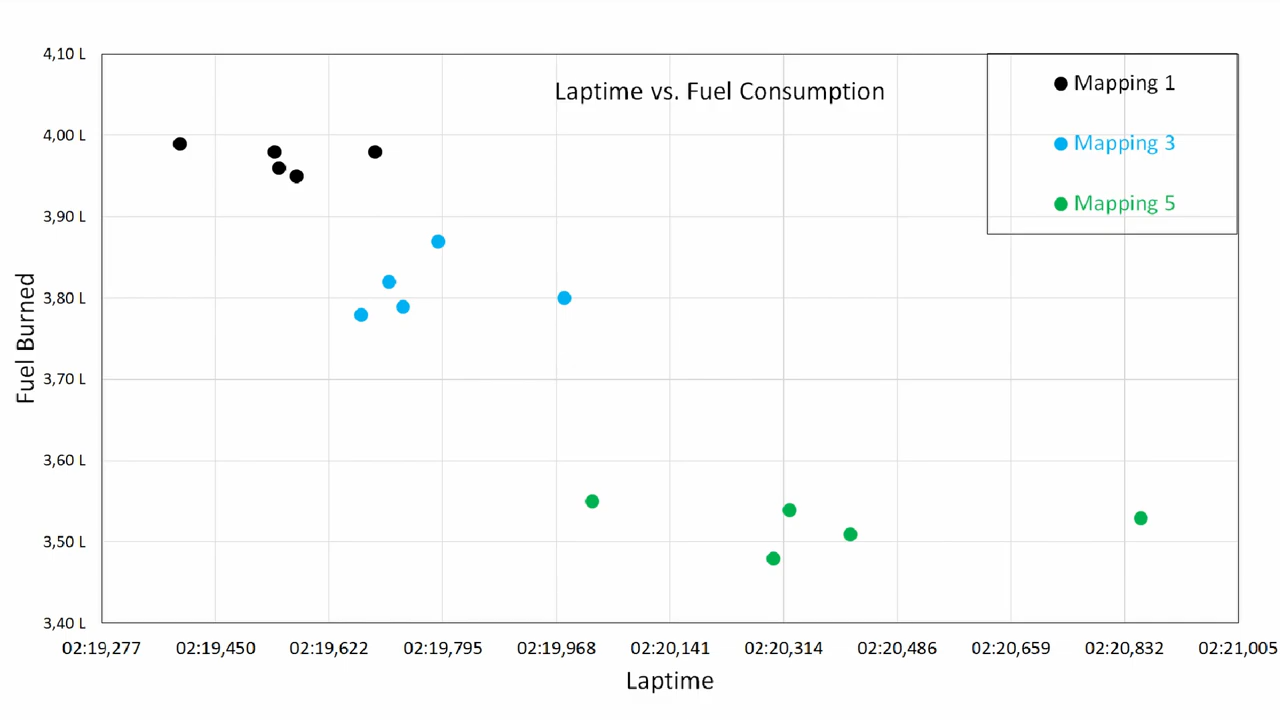 Laptime vs. Fuel Consumption
Mapping 1
Mapping 3
Mapping 5
4,10 L
4,00 L
3,90 L
3,80 L
3,70 L
3,60 L
3,50 L
3,40 L
Fuel Burned
02:19,277 02:19,450 02:19,622 02:19,795 02:19,968 02:20,141 02:20,314 02:20,486 02:20,659 02:20,832 02:21,005
Laptime